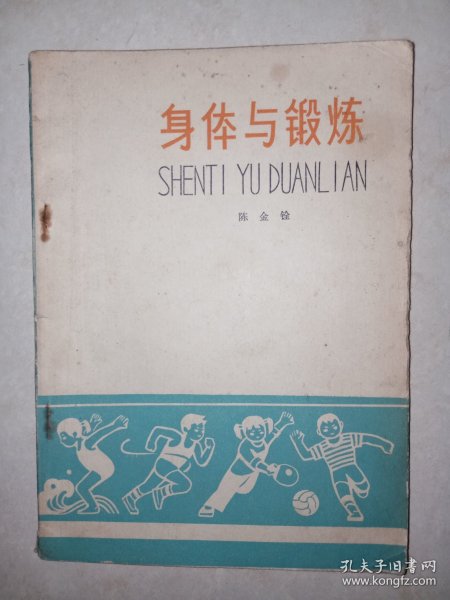 身体与锻炼
SHENTI YU DUANLIAN
陈金铨
孔夫子旧书网
www.kongfz.com